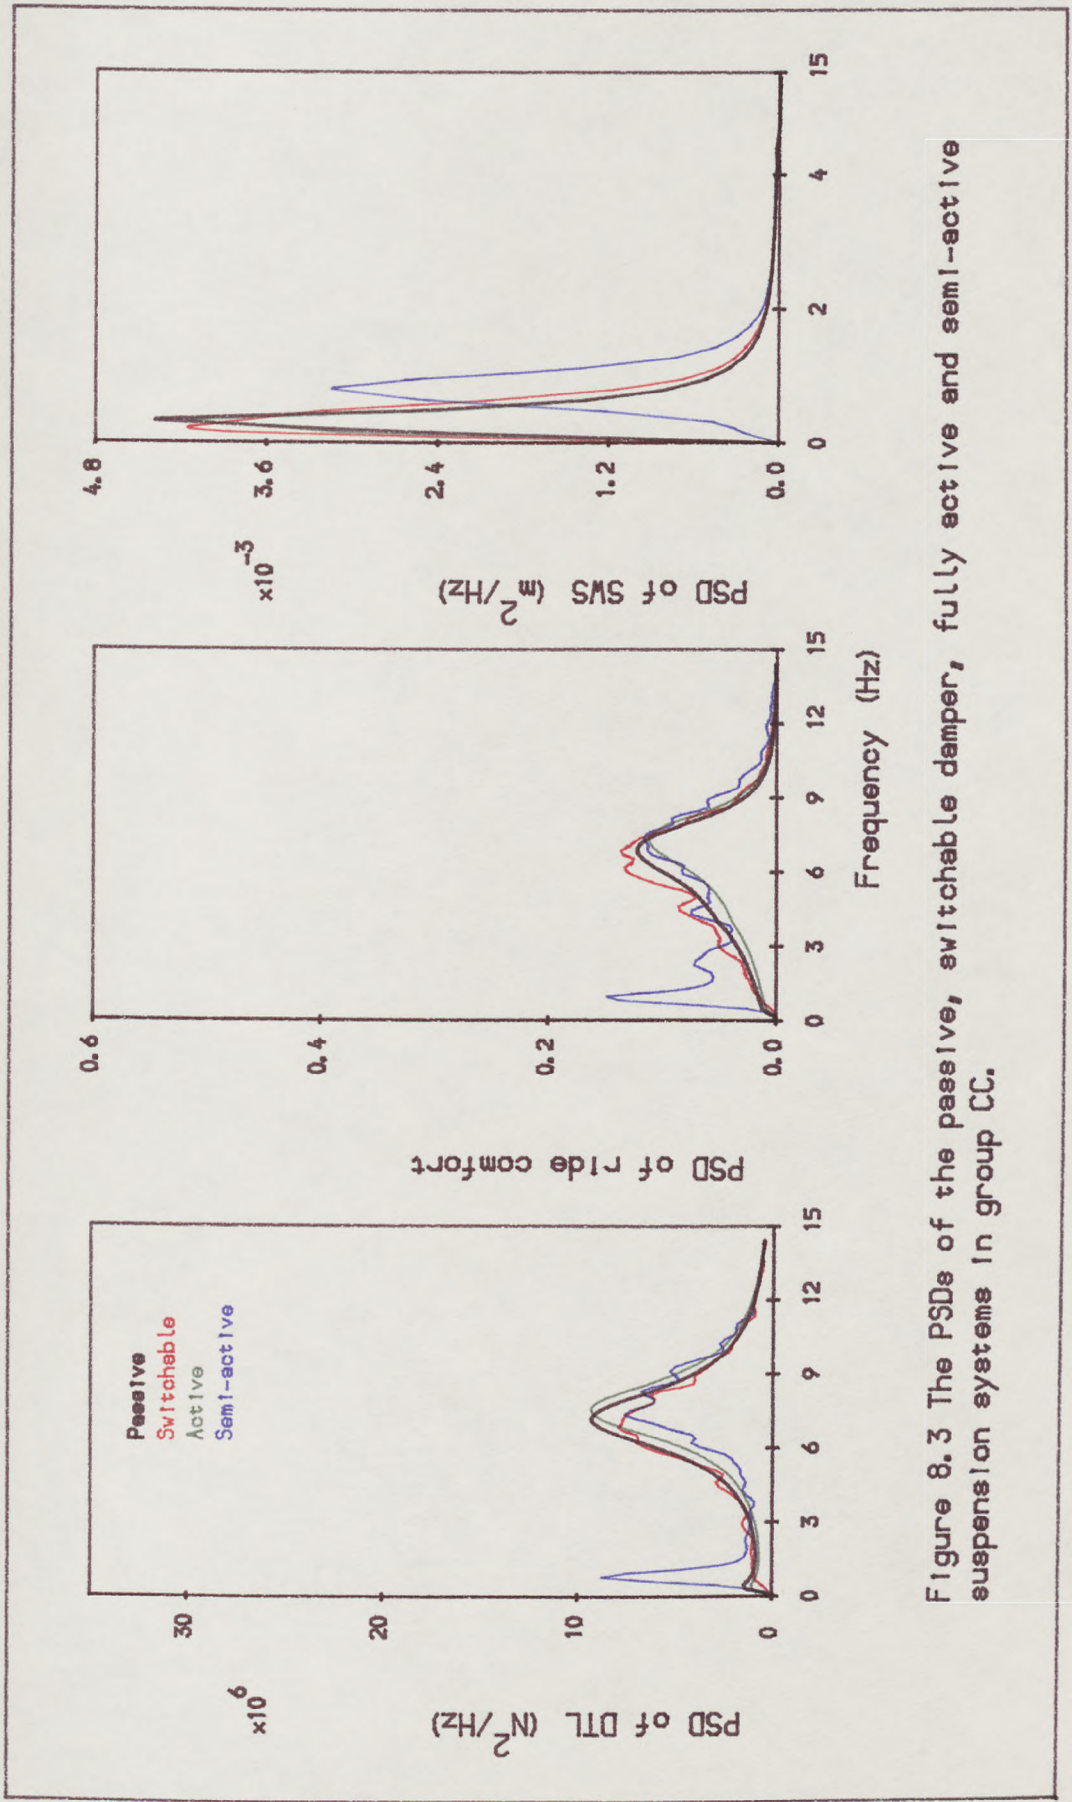 ×10⁶
PSD of DTL (N²/Hz)
30
20
10
0
0 3 6 9 12 15
Passive
Switchable
Active
Semi-active
PSD of ride comfort
0.6
0.4
0.2
0.0
0 3 6 9 12 15
Frequency (Hz)
×10⁻³
PSD of SWS (m²/Hz)
4.8
3.6
2.4
1.2
0.0
0 2 4 15
Figure 8.3 The PSDs of the passive, switchable damper, fully active and semi-active
suspension systems in group CC.